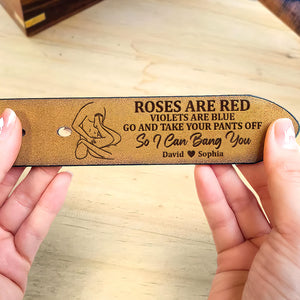 ROSES ARE RED
VIOLETS ARE BLUE
GO AND TAKE YOUR PANTS OFF
So I Can Bang You
David ♥ Sophia